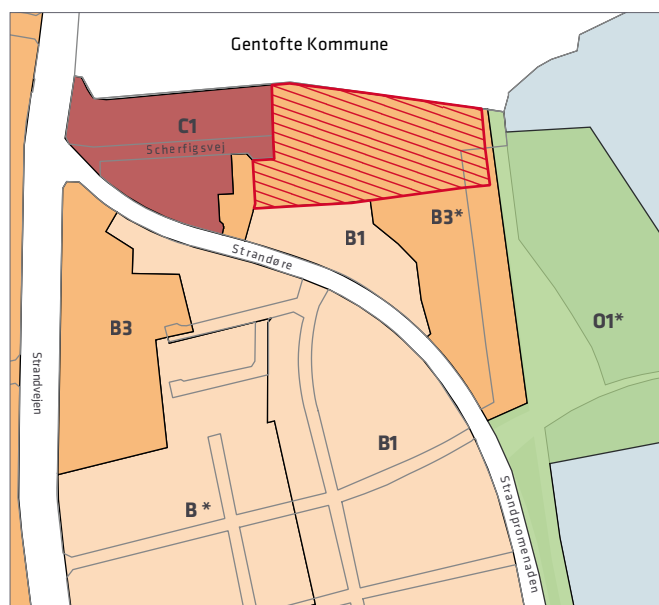 Gentofte Kommune
C1
Scherfigsvej
B3*
B1
Strandøre
O1*
B3
Strandvejen
B1
B *
Strandpromenaden